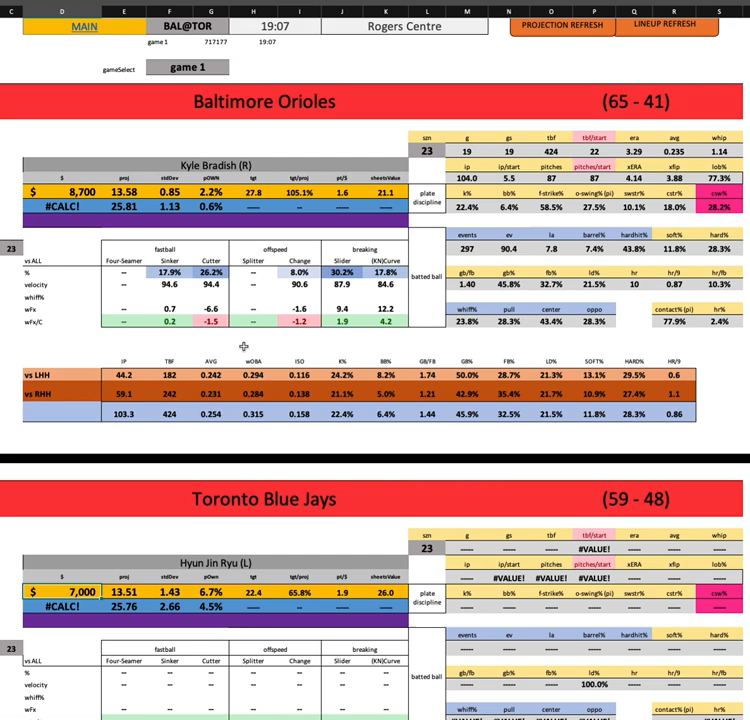 C D E F G H I J K L M N O P Q R S
MAIN BAL@TOR 19:07 Rogers Centre PROJECTION REFRESH LINEUP REFRESH
game 1 717177 19:07
gameSelect game 1
Baltimore Orioles (65 - 41)
szn g gs tbf tbf/start era avg whip
23 19 19 424 22 3.29 0.235 1.14
Kyle Bradish (R) ip ip/start pitches pitches/start xERA xfip lob%
$ proj stdDev pOWN tgt tgt/proj pt/$ sheetsValue 104.0 5.5 87 87 4.14 3.88 77.3%
$ 8,700 13.58 0.85 2.2% 27.8 105.1% 1.6 21.1 plate discipline k% bb% f-strike% o-swing% (pi) swstr% cstr% csw%
#CALC! 25.81 1.13 0.6% ---- -- ---- ---- 22.4% 6.4% 58.5% 27.5% 10.1% 18.0% 28.2%
23 fastball offspeed breaking batted ball events ev la barrel% hardhit% soft% hard%
vs ALL Four-Seamer Sinker Cutter Splitter Change Slider (KN)Curve 297 90.4 7.8 7.4% 43.8% 11.8% 28.3%
% -- 17.9% 26.2% -- 8.0% 30.2% 17.8% gb/fb gb% fb% ld% hr hr/9 hr/fb
velocity -- 94.6 94.4 -- 90.6 87.9 84.6 1.40 45.8% 32.7% 21.5% 10 0.87 10.3%
whiff%
wFx -- 0.7 -6.6 -- -1.6 9.4 12.2 whiff% pull center oppo contact% (pi) hr%
wFx/C -- 0.2 -1.5 -- -1.2 1.9 4.2 23.8% 28.3% 43.4% 28.3% 77.9% 2.4%
IP TBF AVG wOBA ISO K% BB% GB/FB GB% FB% LD% SOFT% HARD% HR/9
vs LHH 44.2 182 0.242 0.294 0.116 24.2% 8.2% 1.74 50.0% 28.7% 21.3% 13.1% 29.5% 0.6
vs RHH 59.1 242 0.231 0.284 0.138 21.1% 5.0% 1.21 42.9% 35.4% 21.7% 10.9% 27.4% 1.1
103.3 424 0.254 0.315 0.158 22.4% 6.4% 1.44 45.9% 32.5% 21.5% 11.8% 28.3% 0.86
Toronto Blue Jays (59 - 48)
szn g gs tbf tbf/start era avg whip
23 ---- ---- ---- #VALUE! ---- ---- ----
Hyun Jin Ryu (L) ip ip/start pitches pitches/start xERA xfip lob%
$ proj stdDev pOwn tgt tgt/proj pt/$ sheetsValue ---- #VALUE! #VALUE! #VALUE! ---- ---- ----
$ 7,000 13.51 1.43 6.7% 22.4 65.8% 1.9 26.0 plate discipline k% bb% f-strike% o-swing% (pi) swstr% cstr% csw%
#CALC! 25.76 2.66 4.5% ---- -- ---- ---- ---- ---- ---- ---- ---- ---- ----
23 fastball offspeed breaking batted ball events ev la barrel% hardhit% soft% hard%
vs ALL Four-Seamer Sinker Cutter Splitter Change Slider (KN)Curve ---- ---- ---- ---- ---- ---- ----
% -- -- -- -- -- -- -- gb/fb gb% fb% ld% hr hr/9 hr/fb
velocity -- -- -- -- -- -- -- ---- ---- ---- 100.0% ---- ---- ----
whiff%
wFx -- -- -- -- -- -- -- whiff% pull center oppo contact% (pi) hr%